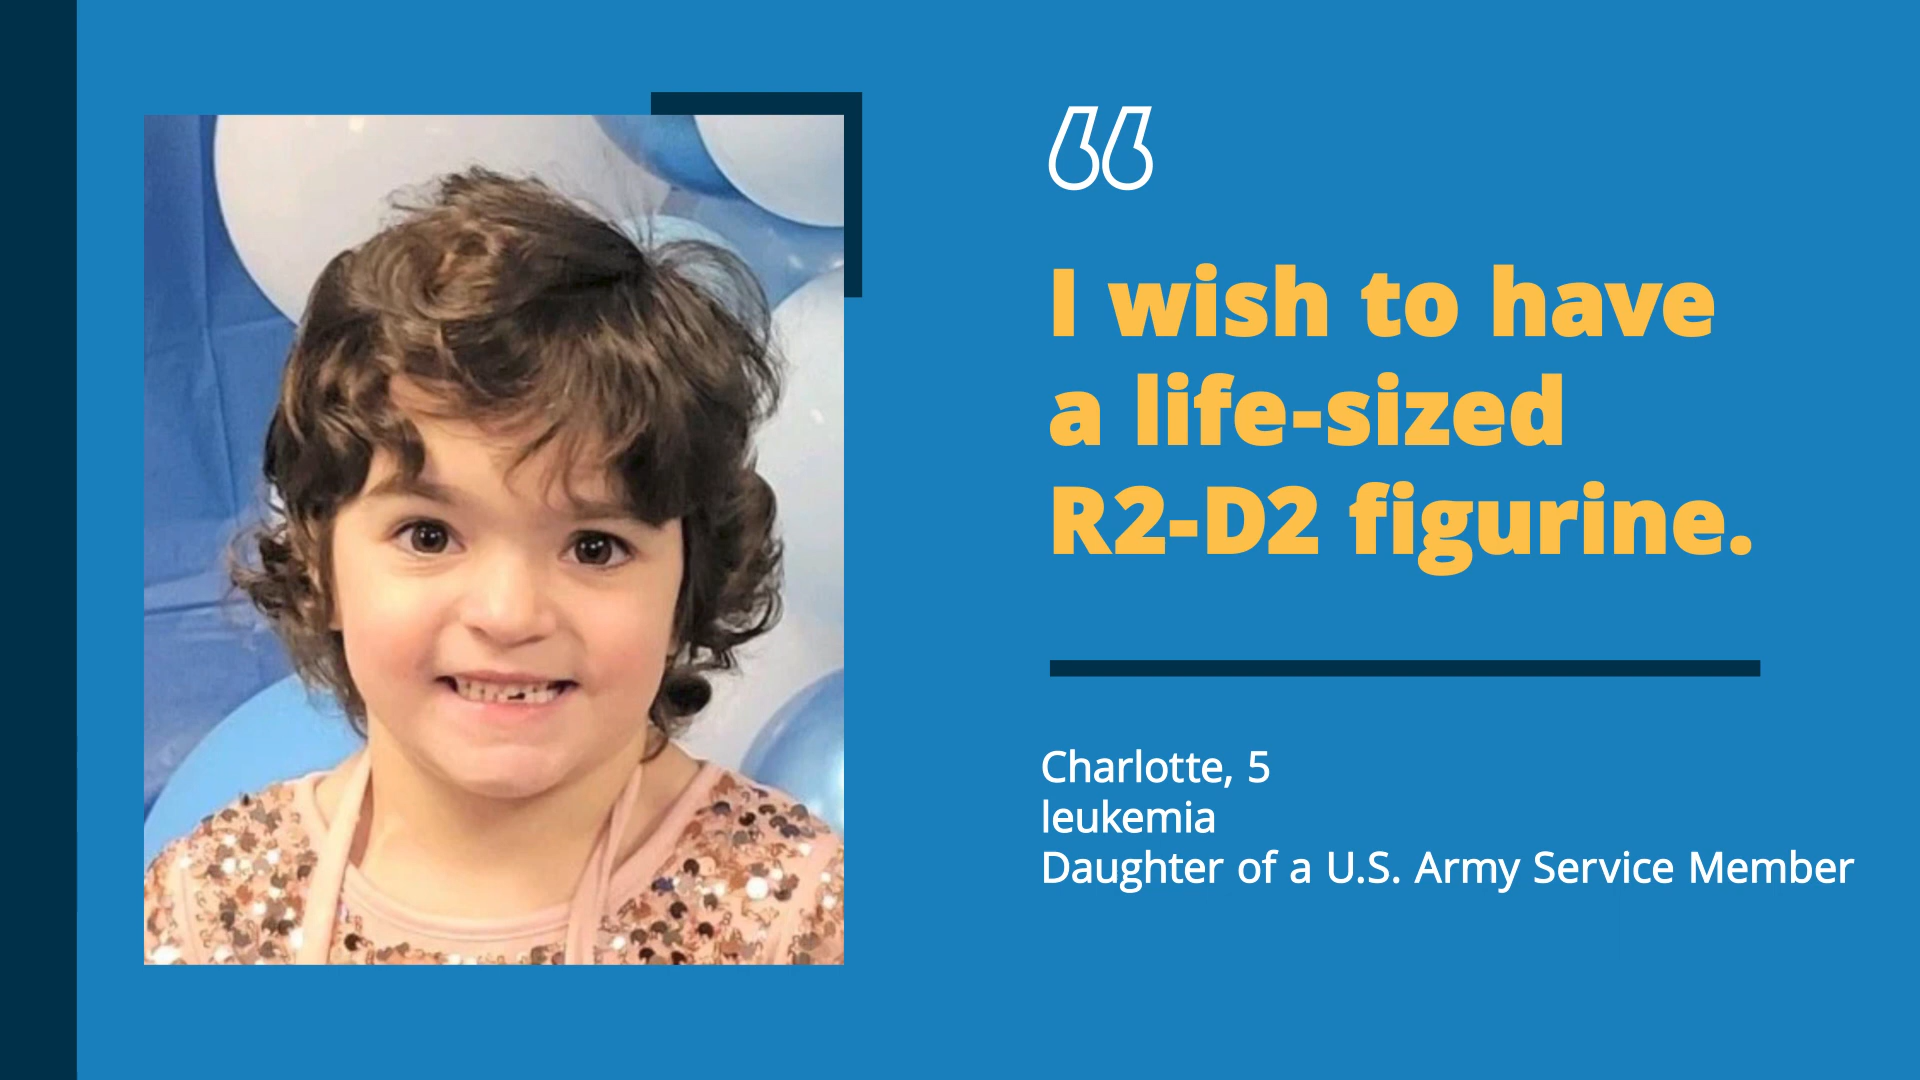 “
I wish to have
a life-sized
R2-D2 figurine.
Charlotte, 5
leukemia
Daughter of a U.S. Army Service Member